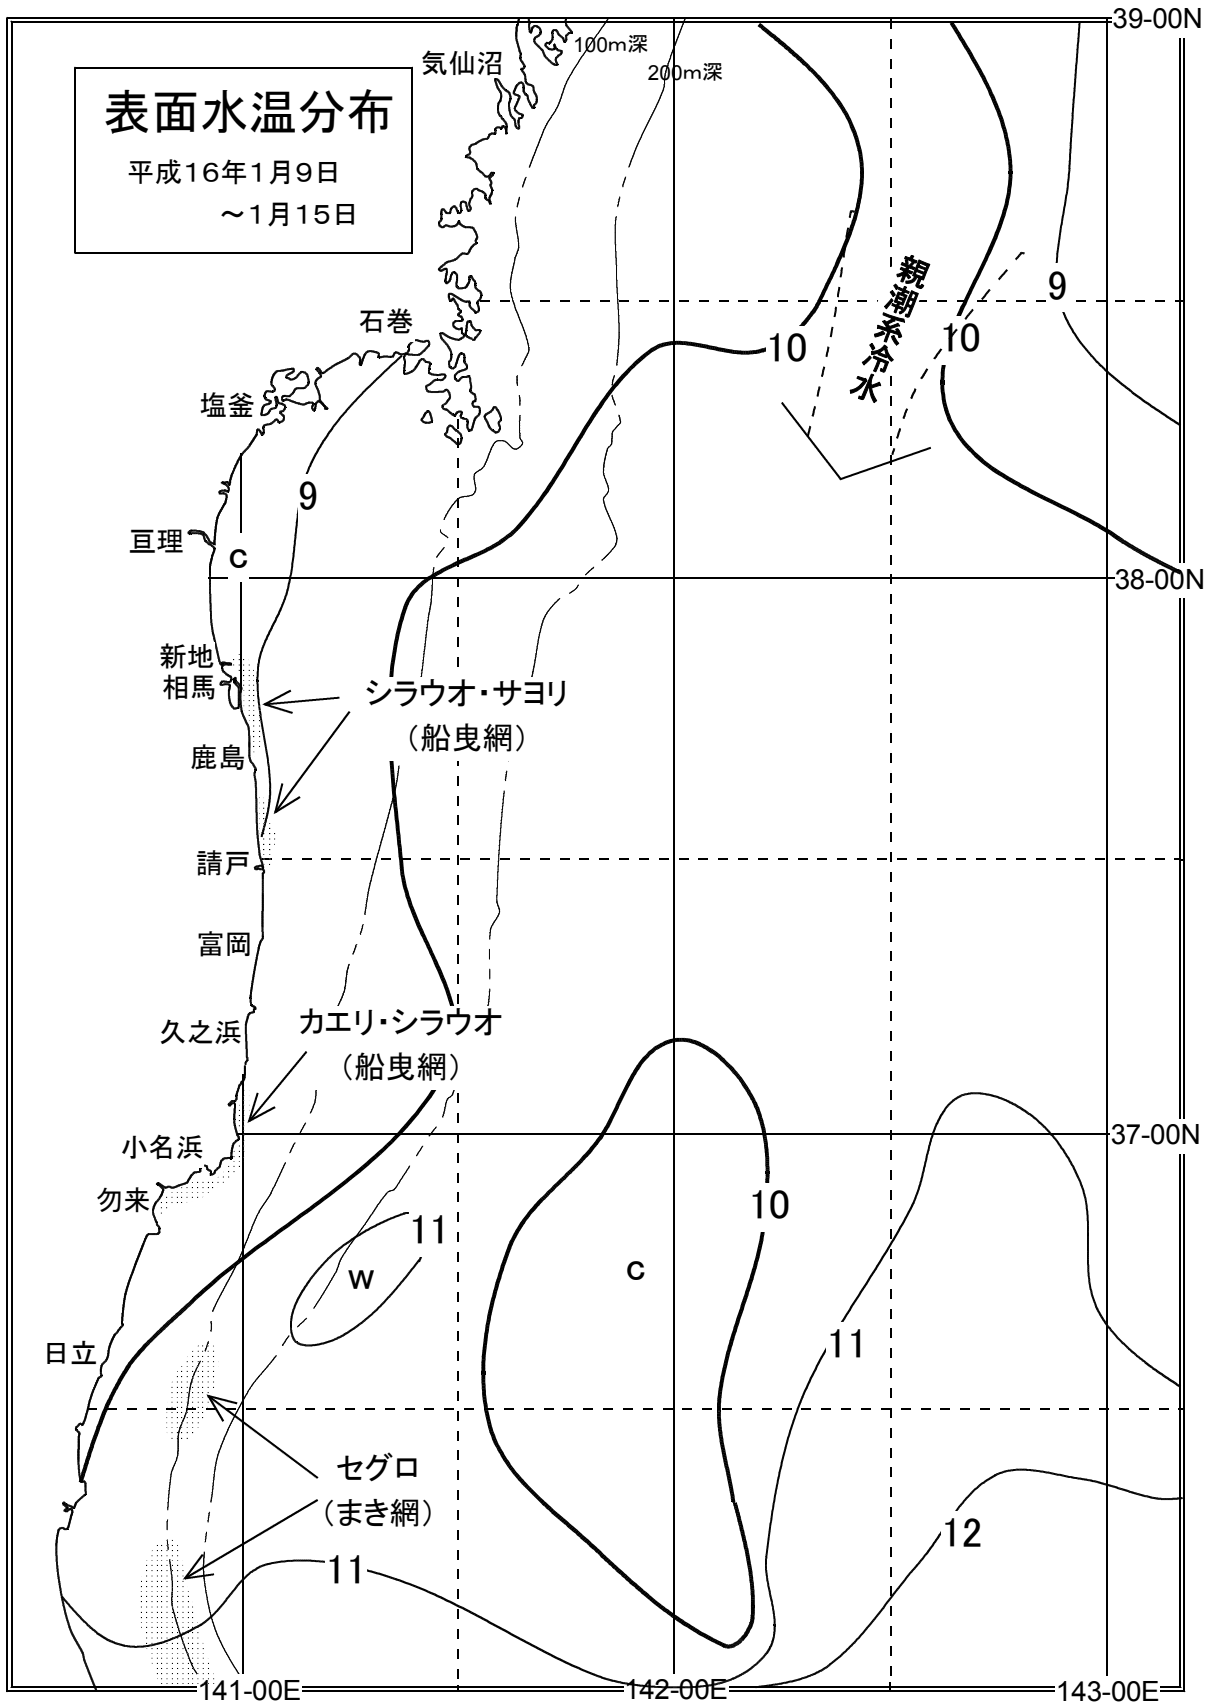 39-00N
100m深
200m深
気仙沼
表面水温分布
平成16年1月9日
～1月15日
親潮系冷水
9
10
10
石巻
塩釜
9
亘理
C
38-00N
新地
相馬
シラウオ・サヨリ
（船曳網）
鹿島
請戸
富岡
久之浜
カエリ・シラウオ
（船曳網）
小名浜
37-00N
勿来
10
11
W
C
11
日立
セグロ
（まき網）
12
11
141-00E
142-00E
143-00E